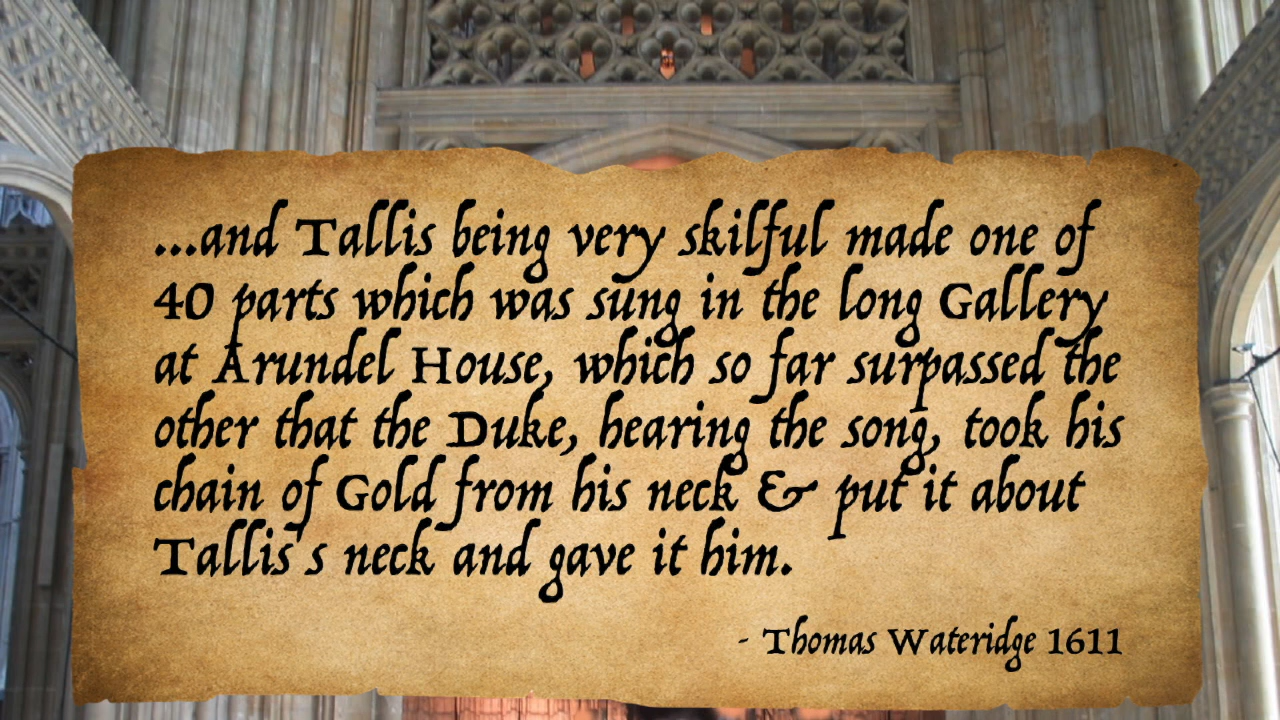 ...and Tallis being very skilful made one of
40 parts which was sung in the long Gallery
at Arundel House, which so far surpassed the
other that the Duke, hearing the song, took his
chain of Gold from his neck & put it about
Tallis's neck and gave it him.
- Thomas Wateridge 1611